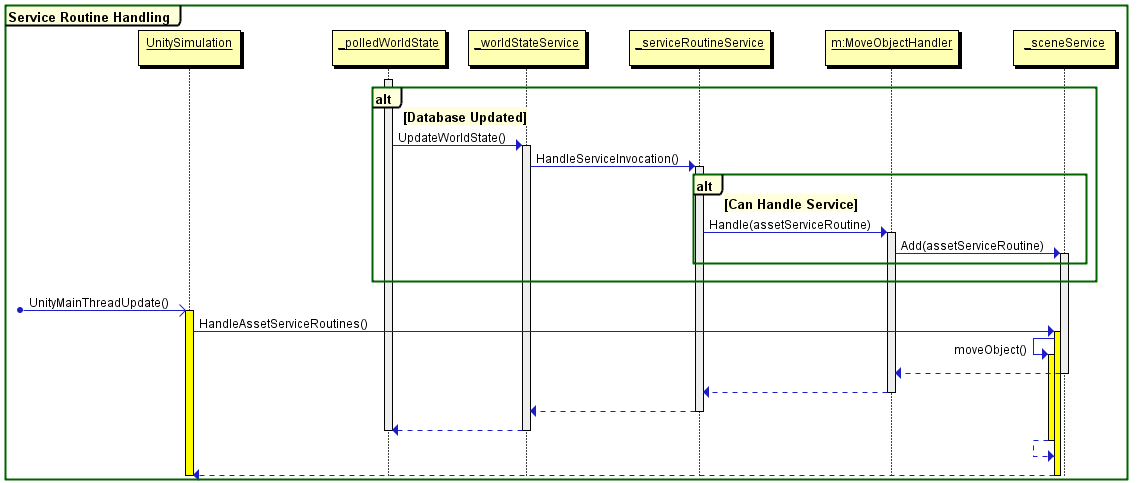 Service Routine Handling
UnitySimulation
_polledWorldState
_worldStateService
_serviceRoutineService
m:MoveObjectHandler
_sceneService
alt
[Database Updated]
UpdateWorldState()
HandleServiceInvocation()
alt
[Can Handle Service]
Handle(assetServiceRoutine)
Add(assetServiceRoutine)
UnityMainThreadUpdate()
HandleAssetServiceRoutines()
moveObject()